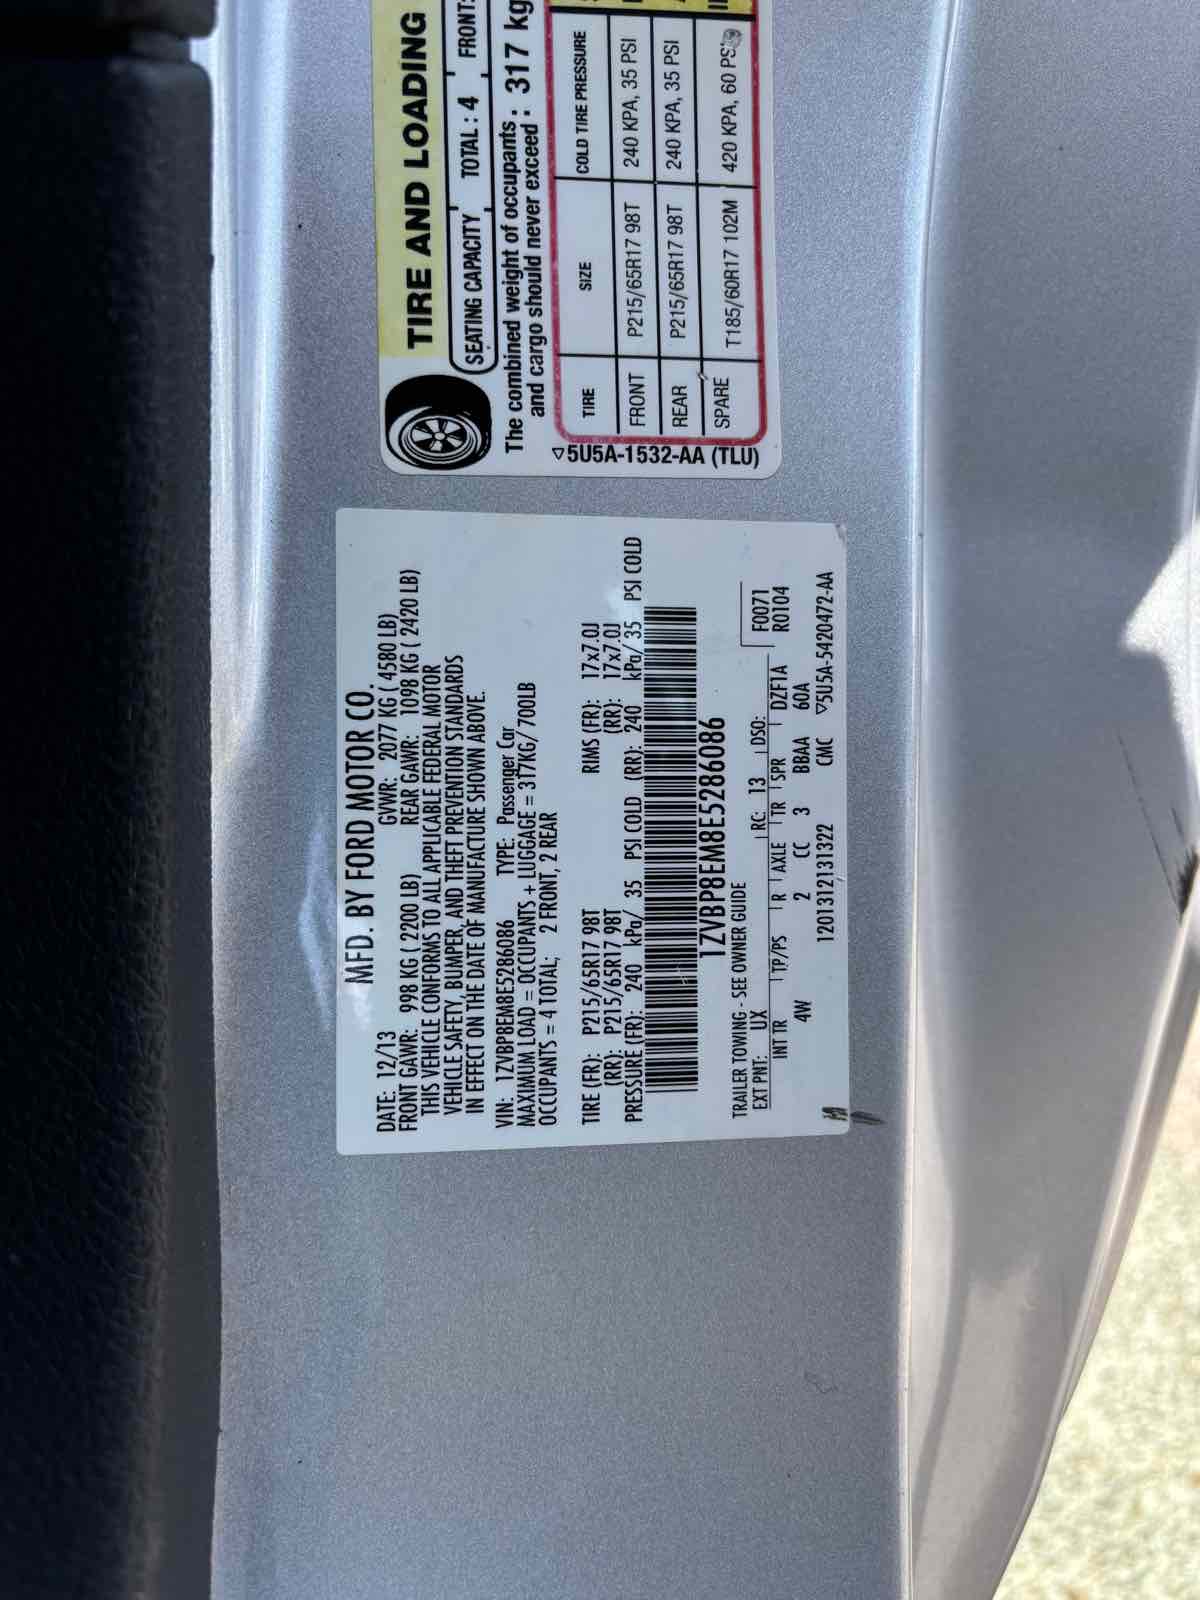 MFD. BY FORD MOTOR CO.
DATE: 12/13 GVWR: 2077 KG ( 4580 LB)
FRONT GAWR: 998 KG ( 2200 LB) REAR GAWR: 1098 KG ( 2420 LB)
THIS VEHICLE CONFORMS TO ALL APPLICABLE FEDERAL MOTOR
VEHICLE SAFETY, BUMPER, AND THEFT PREVENTION STANDARDS
IN EFFECT ON THE DATE OF MANUFACTURE SHOWN ABOVE.
VIN: 1ZVBP8EM8E5286086 TYPE: Passenger Car
MAXIMUM LOAD = OCCUPANTS + LUGGAGE = 317KG/ 700LB
OCCUPANTS = 4 TOTAL; 2 FRONT, 2 REAR
TIRE (FR): P215/65R17 98T RIMS (FR): 17x7.0J
(RR): P215/65R17 98T (RR): 17x7.0J
PRESSURE (FR): 240 kPa/ 35 PSI COLD (RR): 240 kPa/ 35 PSI COLD
1ZVBP8EM8E5286086
TRAILER TOWING - SEE OWNER GUIDE
EXT PNT: UX RC: 13 DSO: F0071
INT TR TP/PS R AXLE TR SPR DZF1A R0104
4W 2 CC 3 BBAA 60A
1201312131322 CMC ▽5U5A-5420472-AA
TIRE AND LOADING
SEATING CAPACITY TOTAL : 4 FRONT:
The combined weight of occupants
and cargo should never exceed : 317 kg
TIRE SIZE COLD TIRE PRESSURE
FRONT P215/65R17 98T 240 KPA, 35 PSI
REAR P215/65R17 98T 240 KPA, 35 PSI
SPARE T185/60R17 102M 420 KPA, 60 PSI
▽5U5A-1532-AA (TLU)